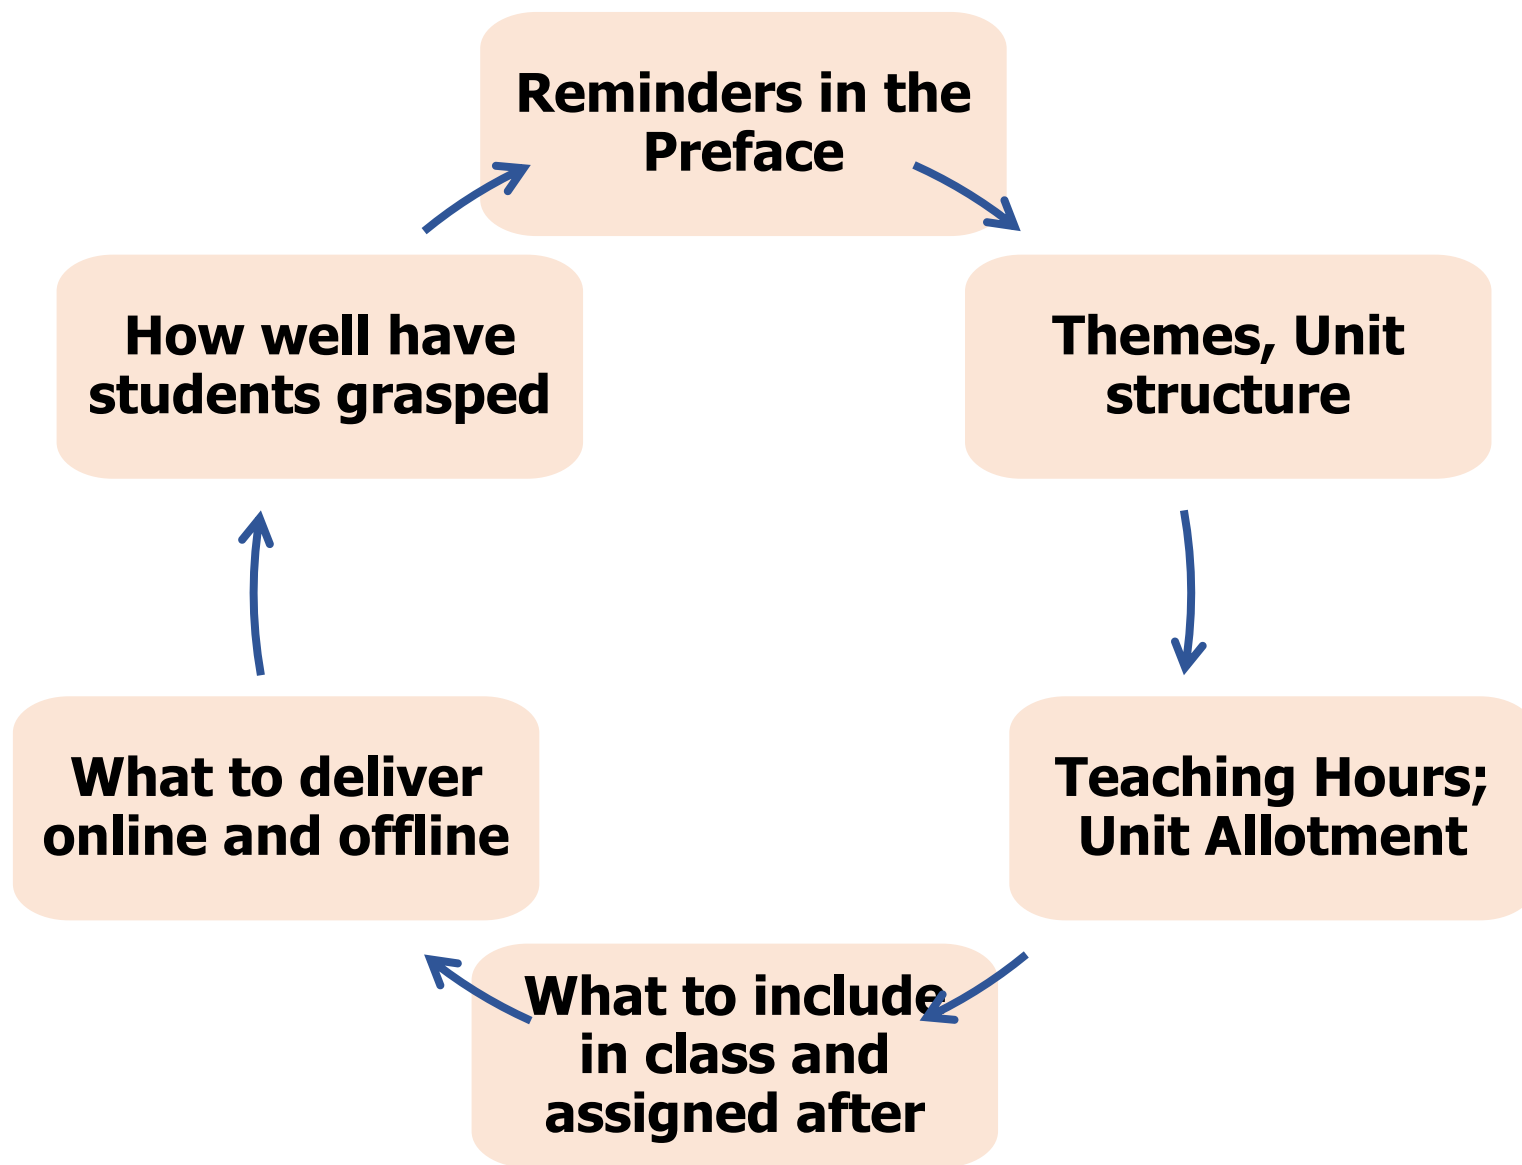 Reminders in the
Preface
Themes, Unit
structure
Teaching Hours;
Unit Allotment
What to include
in class and
assigned after
What to deliver
online and offline
How well have
students grasped